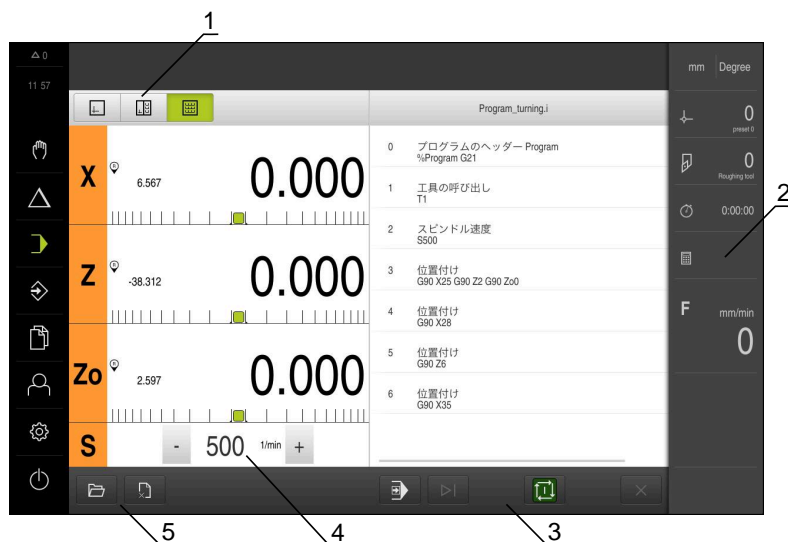 1
△ 0
11 57
mm Degree
Program_turning.i
0
preset 0
0
Roughing tool
0:00:00
2
F mm/min
0
X R 6.567 0.000
Z R -38.312 0.000
Zo R 2.597 0.000
S - 500 1/min +
0 プログラムのヘッダー Program
%Program G21
1 工具の呼び出し
T1
2 スピンドル速度
S500
3 位置付け
G90 X25 G90 Z2 G90 Zo0
4 位置付け
G90 X28
5 位置付け
G90 Z6
6 位置付け
G90 X35
5
4
3